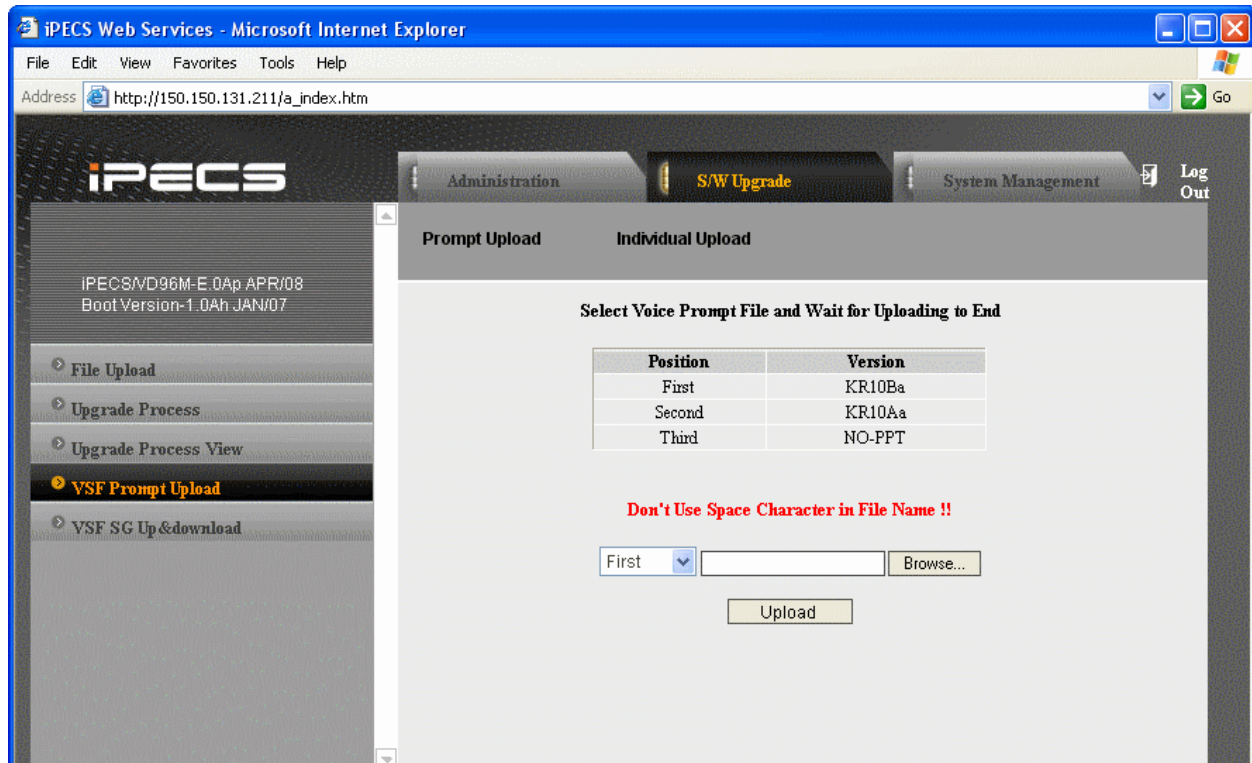 iPECS Web Services - Microsoft Internet Explorer
File Edit View Favorites Tools Help
Address http://150.150.131.211/a_index.htm Go
iPECS
Administration S/W Upgrade System Management Log Out
Prompt Upload Individual Upload
iPECS/VD96M-E.0Ap APR/08
Boot Version-1.0Ah JAN/07
File Upload
Upgrade Process
Upgrade Process View
VSF Prompt Upload
VSF SG Up&download
Select Voice Prompt File and Wait for Uploading to End
Position Version
First KR10Ba
Second KR10Aa
Third NO-PPT
Don't Use Space Character in File Name !!
First Browse...
Upload